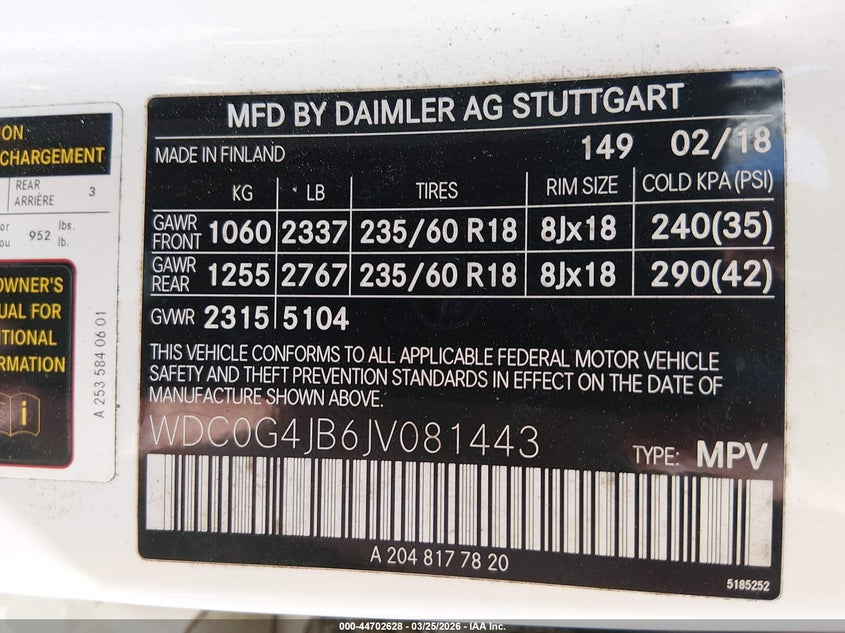 ION
CHARGEMENT
REAR
ARRIÈRE 3
or
ou 952 lbs.
lb.
OWNER'S
UAL FOR
ITIONAL
RMATION
i
A 253 584 06 01
MFD BY DAIMLER AG STUTTGART
MADE IN FINLAND 149 02/18
KG LB TIRES RIM SIZE COLD KPA (PSI)
GAWR
FRONT 1060 2337 235/60 R18 8Jx18 240(35)
GAWR
REAR 1255 2767 235/60 R18 8Jx18 290(42)
GVWR 2315 5104
THIS VEHICLE CONFORMS TO ALL APPLICABLE FEDERAL MOTOR VEHICLE
SAFETY AND THEFT PREVENTION STANDARDS IN EFFECT ON THE DATE OF
MANUFACTURE SHOWN ABOVE.
WDC0G4JB6JV081443
TYPE: MPV
A 204 817 78 20
5185252
000-44702628 - 03/25/2026 - IAA Inc.